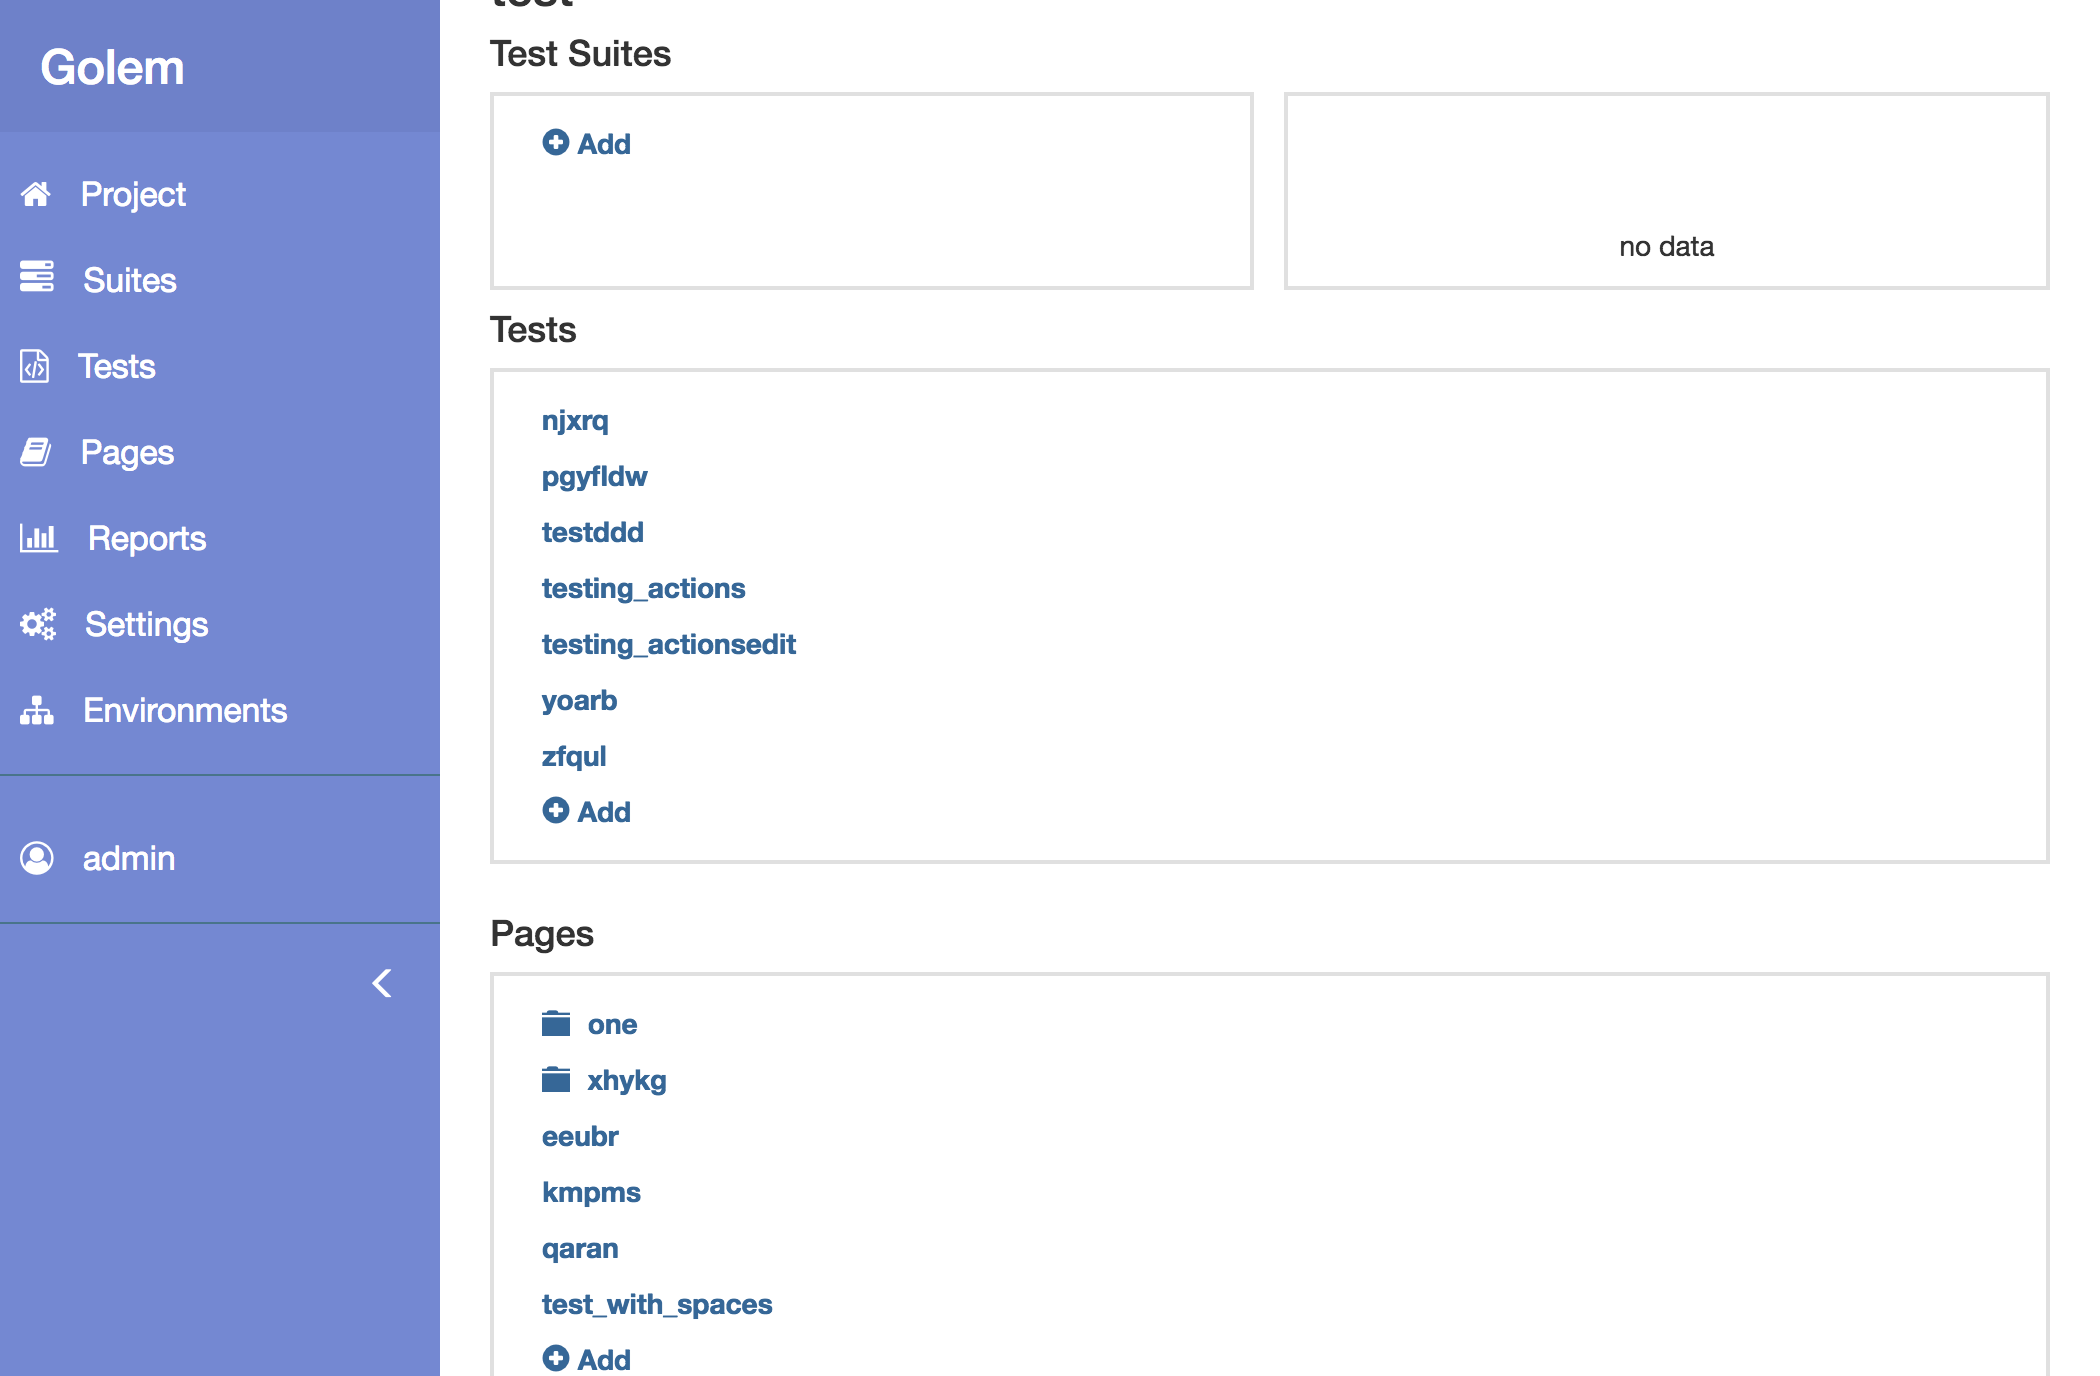 Golem
Project
Suites
Tests
Pages
Reports
Settings
Environments
admin
test
Test Suites
Add
no data
Tests
njxrq
pgyfldw
testddd
testing_actions
testing_actionsedit
yoarb
zfqul
Add
Pages
one
xhykg
eeubr
kmpms
qaran
test_with_spaces
Add